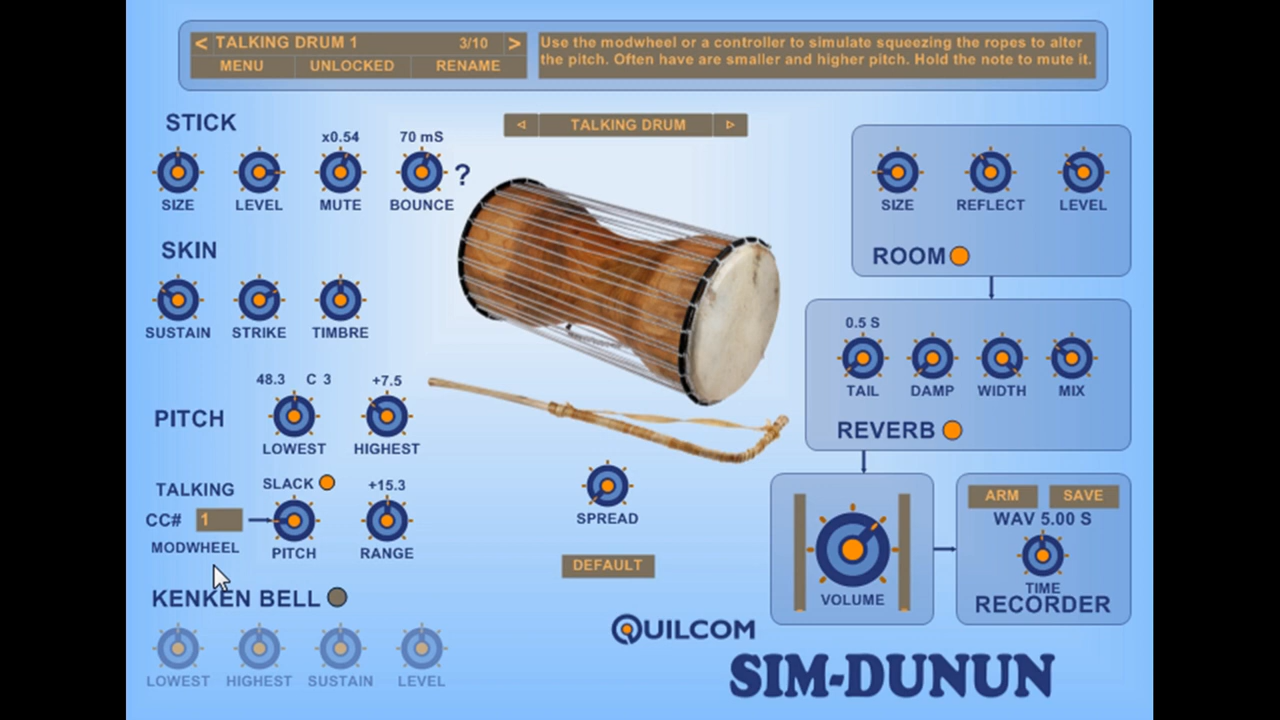 < TALKING DRUM 1 3/10 >
MENU UNLOCKED RENAME
Use the modwheel or a controller to simulate squeezing the ropes to alter
the pitch. Often have are smaller and higher pitch. Hold the note to mute it.
TALKING DRUM
STICK
x0.54 70 mS
?
SIZE LEVEL MUTE BOUNCE
SKIN
SUSTAIN STRIKE TIMBRE
48.3 C 3 +7.5
PITCH
LOWEST HIGHEST
TALKING
SLACK +15.3
CC# 1
MODWHEEL
PITCH RANGE
KENKEN BELL
LOWEST HIGHEST SUSTAIN LEVEL
SPREAD
DEFAULT
SIZE REFLECT LEVEL
ROOM
0.5 S
TAIL DAMP WIDTH MIX
REVERB
VOLUME
ARM SAVE
WAV 5.00 S
TIME
RECORDER
QUILCOM
SIM-DUNUN